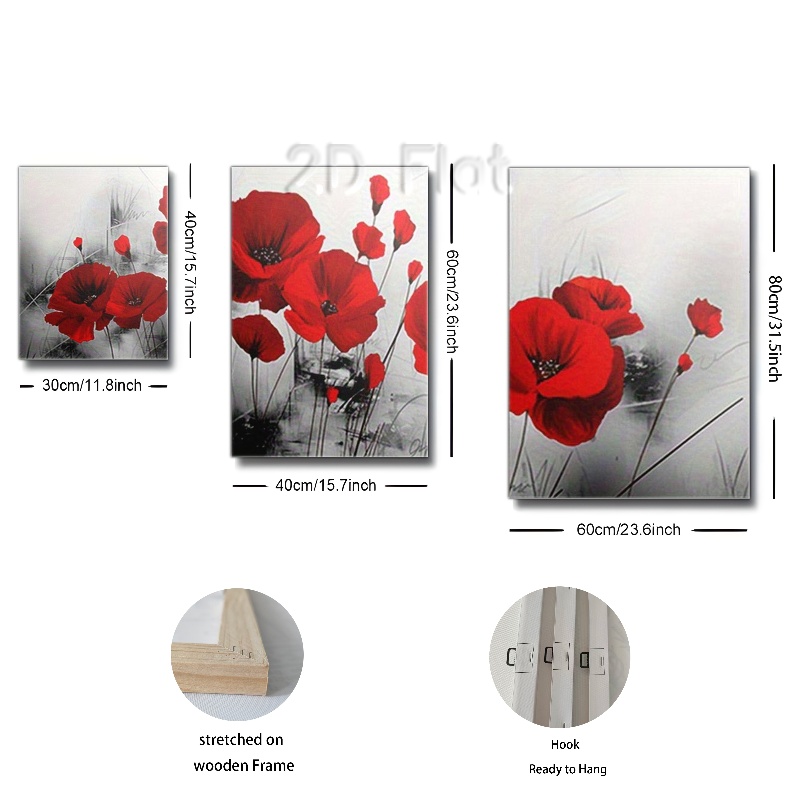 2D Flat
40cm/15.7inch
30cm/11.8inch
60cm/23.6inch
40cm/15.7inch
80cm/31.5inch
60cm/23.6inch
stretched on
wooden Frame
Hook
Ready to Hang